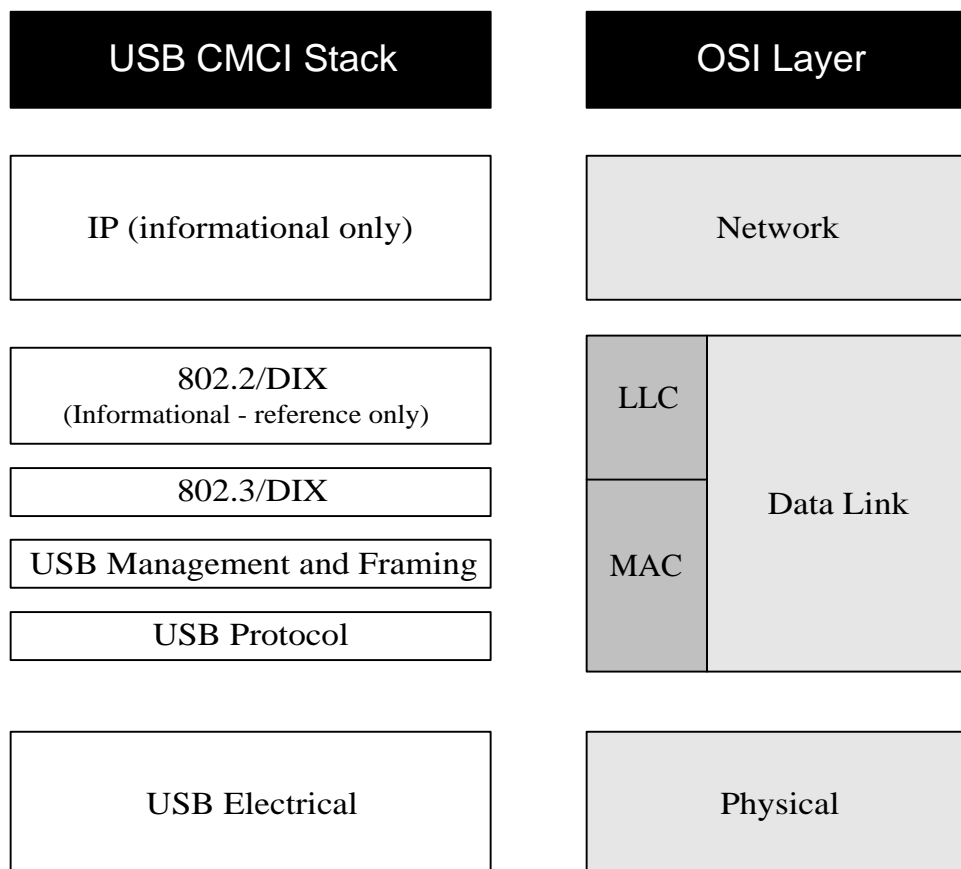 USB CMCI Stack
OSI Layer
IP (informational only)
Network
802.2/DIX
(Informational - reference only)
LLC
802.3/DIX
Data Link
USB Management and Framing
MAC
USB Protocol
USB Electrical
Physical